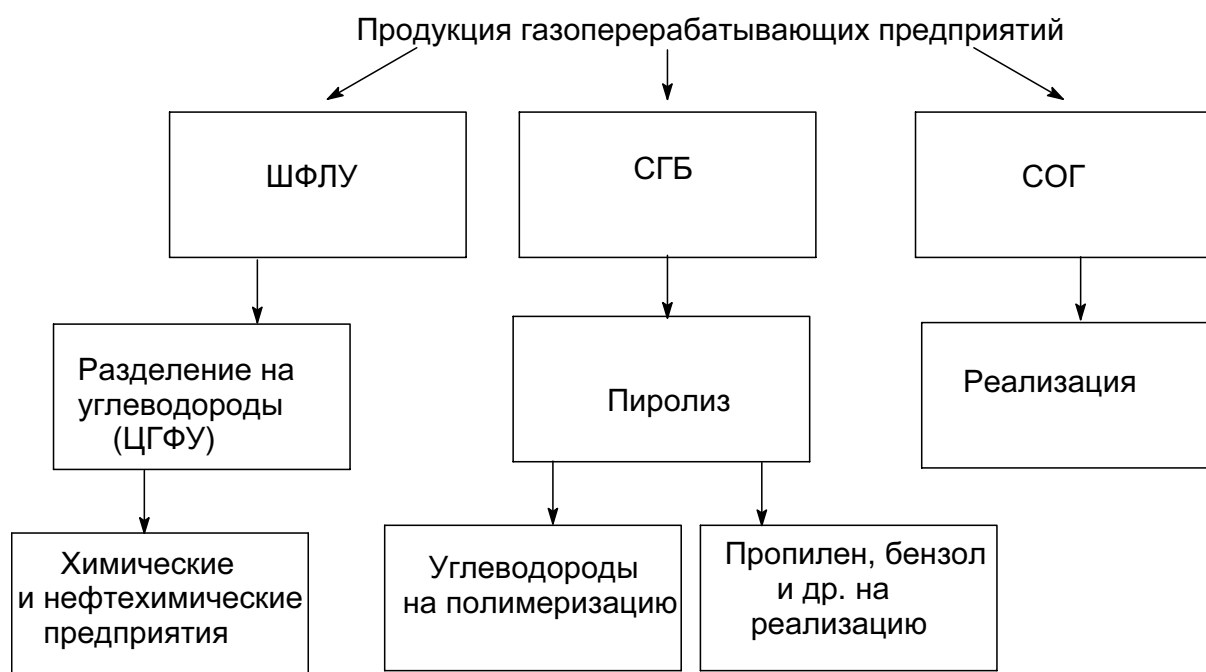 Продукция газоперерабатывающих предприятий
ШФЛУ
СГБ
СОГ
Разделение на
углеводороды
(ЦГФУ)
Пиролиз
Реализация
Химические
и нефтехимические
предприятия
Углеводороды
на полимеризацию
Пропилен, бензол
и др. на
реализацию